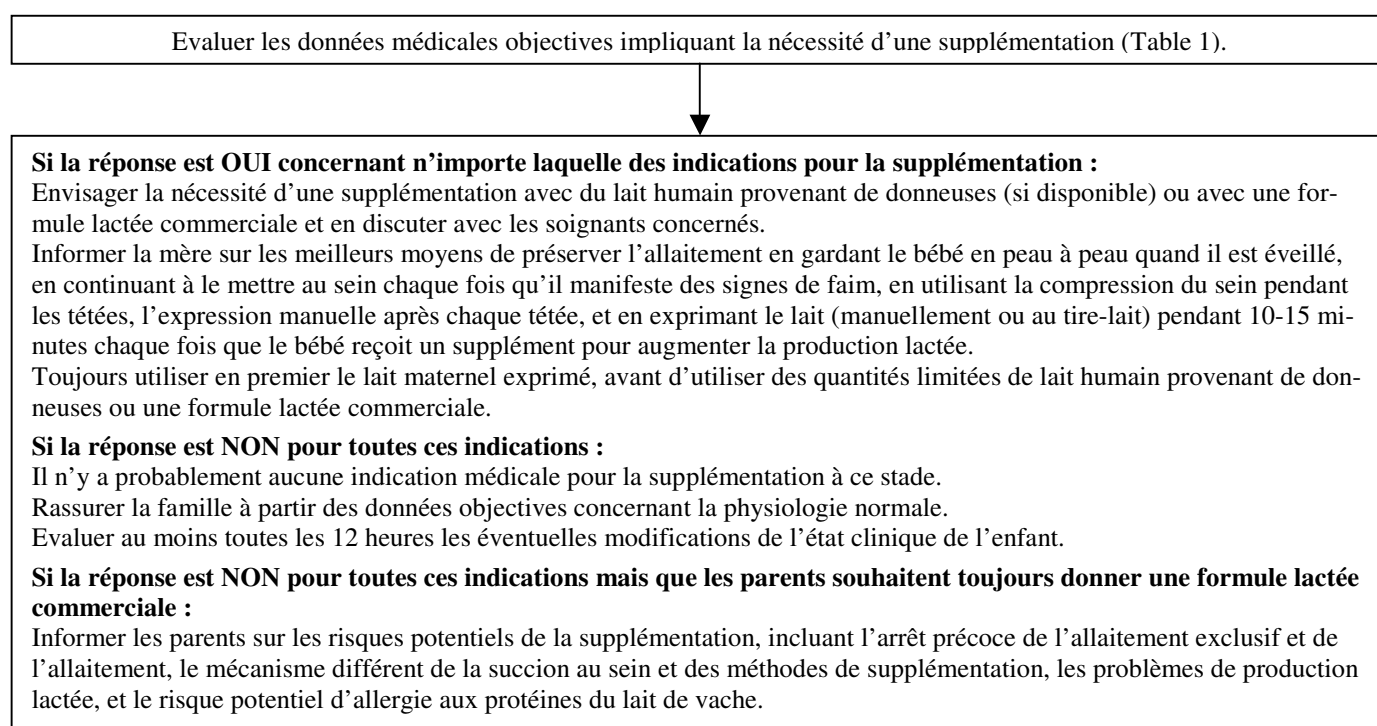 Evaluer les données médicales objectives impliquant la nécessité d’une supplémentation (Table 1).
Si la réponse est OUI concernant n’importe laquelle des indications pour la supplémentation :
Envisager la nécessité d’une supplémentation avec du lait humain provenant de donneuses (si disponible) ou avec une for-
mule lactée commerciale et en discuter avec les soignants concernés.
Informer la mère sur les meilleurs moyens de préserver l’allaitement en gardant le bébé en peau à peau quand il est éveillé,
en continuant à le mettre au sein chaque fois qu’il manifeste des signes de faim, en utilisant la compression du sein pendant
les tétées, l’expression manuelle après chaque tétée, et en exprimant le lait (manuellement ou au tire-lait) pendant 10-15 mi-
nutes chaque fois que le bébé reçoit un supplément pour augmenter la production lactée.
Toujours utiliser en premier le lait maternel exprimé, avant d’utiliser des quantités limitées de lait humain provenant de don-
neuses ou une formule lactée commerciale.
Si la réponse est NON pour toutes ces indications :
Il n’y a probablement aucune indication médicale pour la supplémentation à ce stade.
Rassurer la famille à partir des données objectives concernant la physiologie normale.
Evaluer au moins toutes les 12 heures les éventuelles modifications de l’état clinique de l’enfant.
Si la réponse est NON pour toutes ces indications mais que les parents souhaitent toujours donner une formule lactée
commerciale :
Informer les parents sur les risques potentiels de la supplémentation, incluant l’arrêt précoce de l’allaitement exclusif et de
l’allaitement, le mécanisme différent de la succion au sein et des méthodes de supplémentation, les problèmes de production
lactée, et le risque potentiel d’allergie aux protéines du lait de vache.